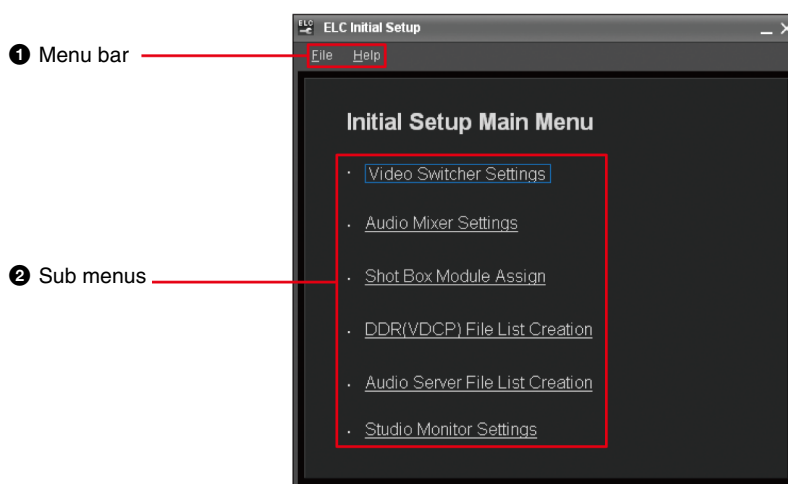 ELC ELC Initial Setup
❶ Menu bar
File Help
Initial Setup Main Menu
· Video Switcher Settings
· Audio Mixer Settings
❷ Sub menus
· Shot Box Module Assign
· DDR(VDCP) File List Creation
· Audio Server File List Creation
· Studio Monitor Settings